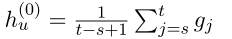 $h_u^{(0)} = \frac{1}{t-s+1} \sum_{j=s}^{t} g_j$